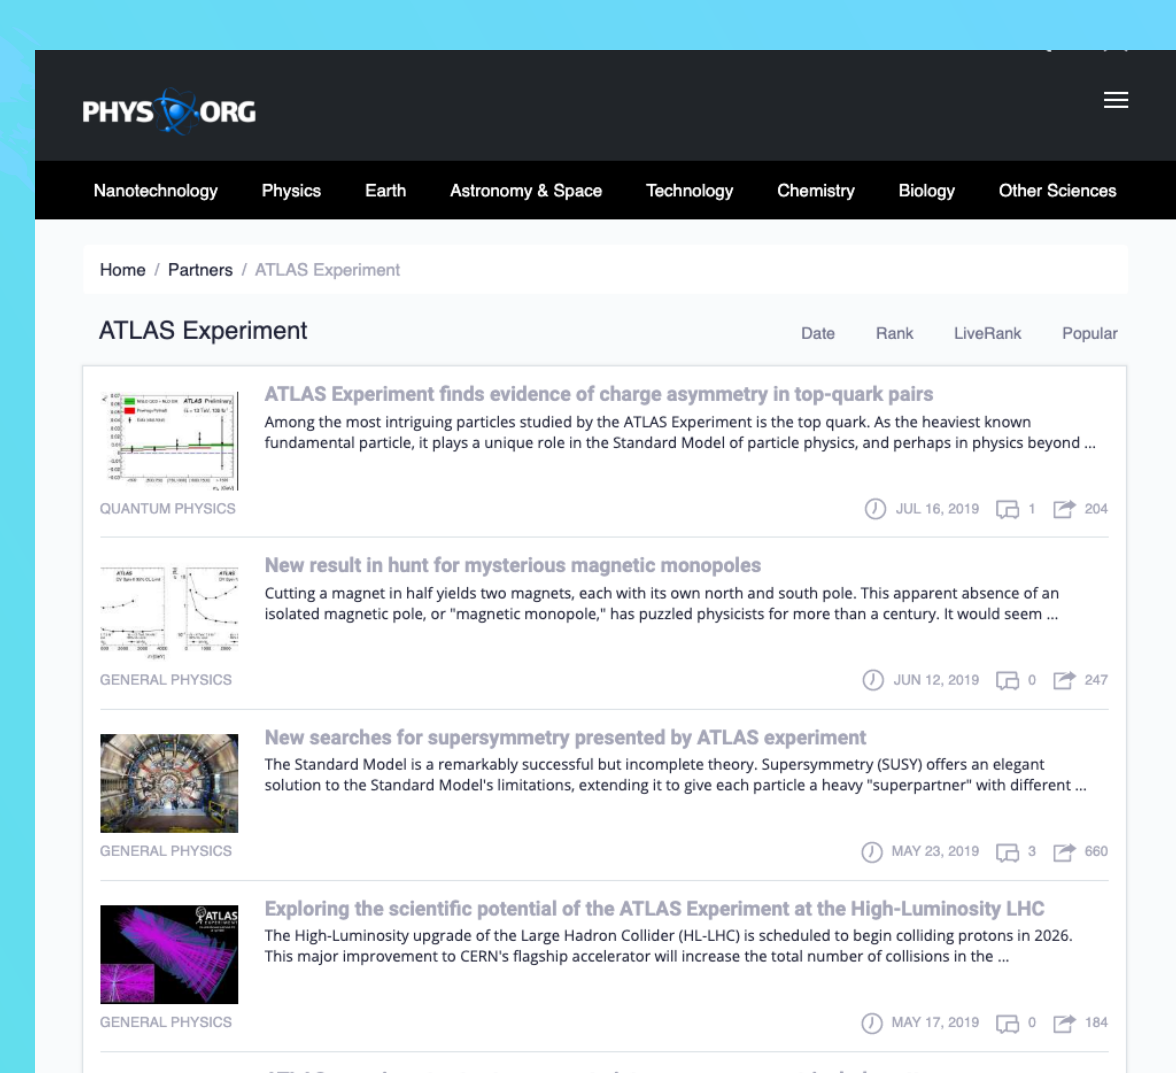 PHYS ORG
Nanotechnology Physics Earth Astronomy & Space Technology Chemistry Biology Other Sciences
Home / Partners / ATLAS Experiment
ATLAS Experiment
Date Rank LiveRank Popular
ATLAS Preliminary
ATLAS Experiment finds evidence of charge asymmetry in top-quark pairs
Among the most intriguing particles studied by the ATLAS Experiment is the top quark. As the heaviest known
fundamental particle, it plays a unique role in the Standard Model of particle physics, and perhaps in physics beyond ...
QUANTUM PHYSICS
JUL 16, 2019 1 204
ATLAS
New result in hunt for mysterious magnetic monopoles
Cutting a magnet in half yields two magnets, each with its own north and south pole. This apparent absence of an
isolated magnetic pole, or "magnetic monopole," has puzzled physicists for more than a century. It would seem ...
GENERAL PHYSICS
JUN 12, 2019 0 247
New searches for supersymmetry presented by ATLAS experiment
The Standard Model is a remarkably successful but incomplete theory. Supersymmetry (SUSY) offers an elegant
solution to the Standard Model's limitations, extending it to give each particle a heavy "superpartner" with different ...
GENERAL PHYSICS
MAY 23, 2019 3 660
ATLAS
EXPERIMENT
Exploring the scientific potential of the ATLAS Experiment at the High-Luminosity LHC
The High-Luminosity upgrade of the Large Hadron Collider (HL-LHC) is scheduled to begin colliding protons in 2026.
This major improvement to CERN's flagship accelerator will increase the total number of collisions in the ...
GENERAL PHYSICS
MAY 17, 2019 0 184